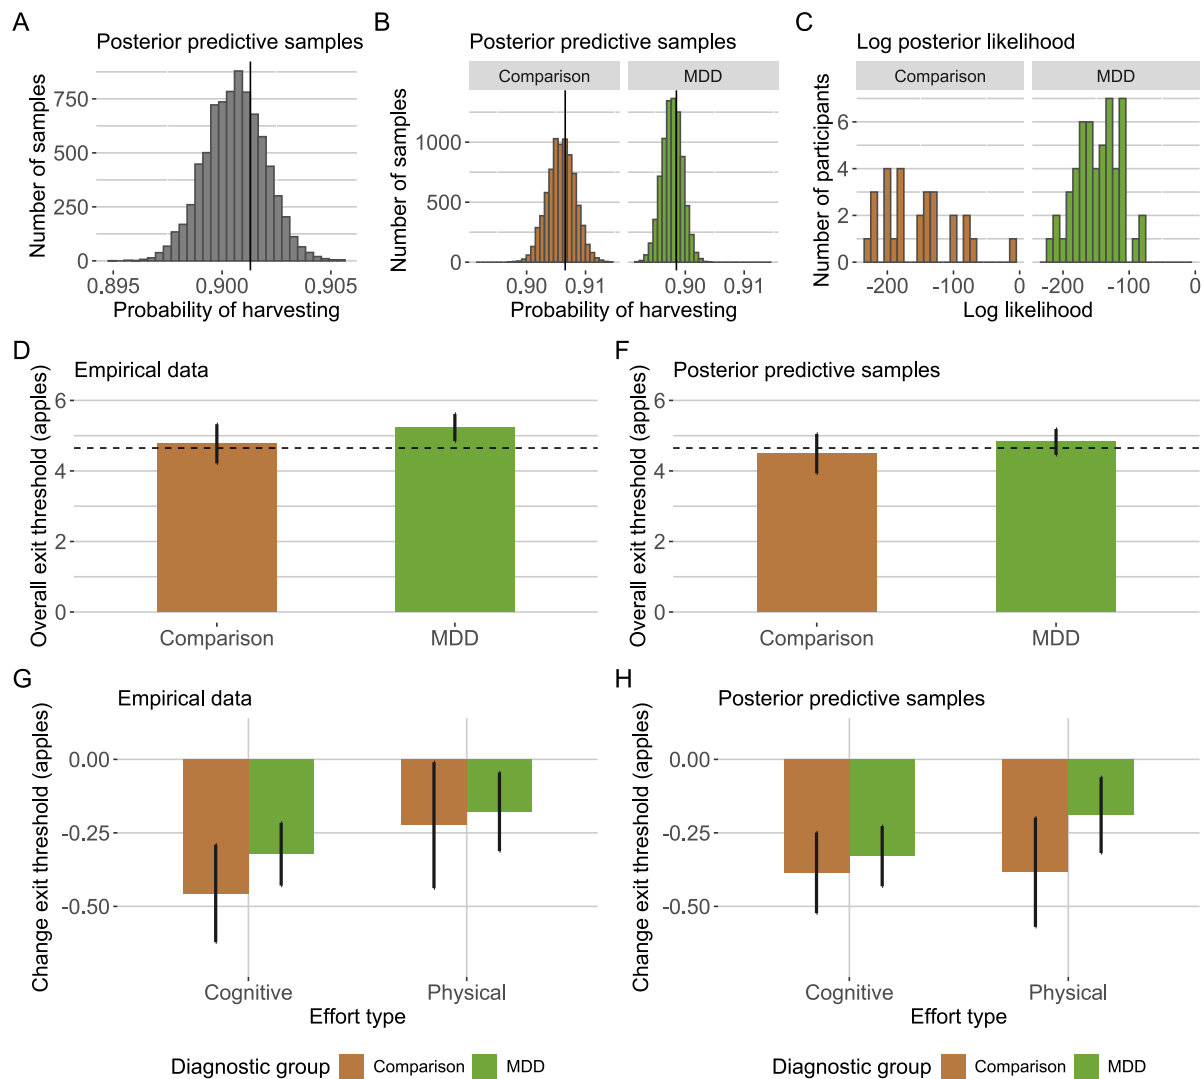 A
Posterior predictive samples
Number of samples
750
500
250
0
0.895 0.900 0.905
Probability of harvesting
B
Posterior predictive samples
Comparison MDD
Number of samples
1000
500
0
0.90 0.91 0.90 0.91
Probability of harvesting
C
Log posterior likelihood
Comparison MDD
Number of participants
6
4
2
0
-200 -100 0 -200 -100 0
Log likelihood
D
Empirical data
Overall exit threshold (apples)
6
4
2
0
Comparison MDD
F
Posterior predictive samples
Overall exit threshold (apples)
6
4
2
0
Comparison MDD
G
Empirical data
Change exit threshold (apples)
0.00
-0.25
-0.50
Cognitive Physical
Effort type
Diagnostic group Comparison MDD
H
Posterior predictive samples
Change exit threshold (apples)
0.00
-0.25
-0.50
Cognitive Physical
Effort type
Diagnostic group Comparison MDD